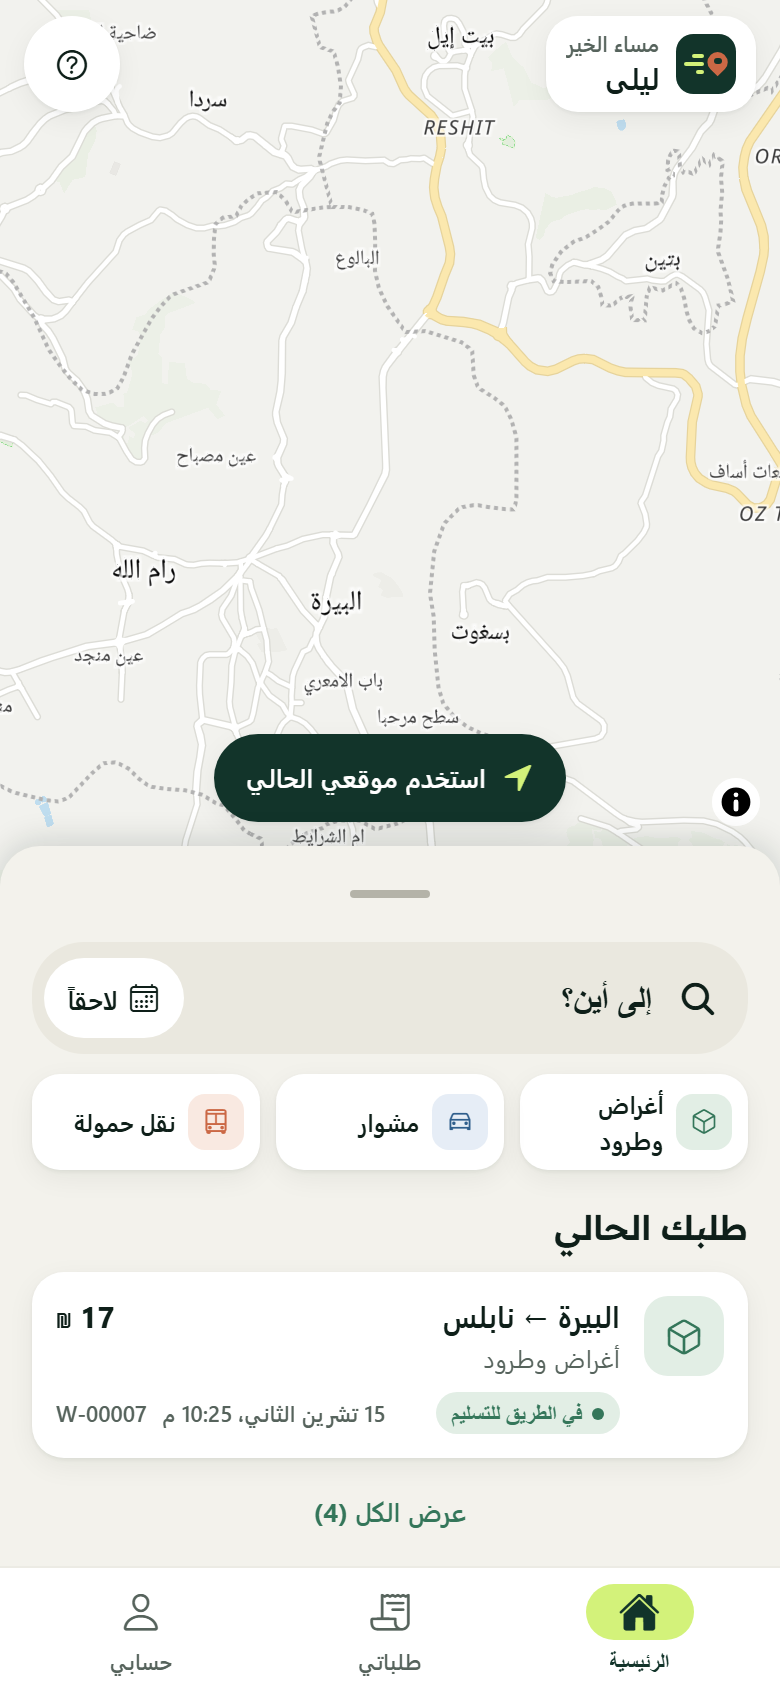 مساء الخير
ليلى
ضاحية
بيت إيل
سردا
RESHIT
البالوع
بتين
عين مصباح
رام الله
البيرة
بسغوت
عين منجد
باب الامعري
سطح مرحبا
أم الشرايط
استخدم موقعي الحالي
إلى أين؟
لاحقاً
أغراض وطرود
مشوار
نقل حمولة
طلبك الحالي
البيرة ← نابلس
17 ₪
أغراض وطرود
في الطريق للتسليم
15 تشرين الثاني، 10:25 م
W-00007
عرض الكل (4)
الرئيسية
طلباتي
حسابي